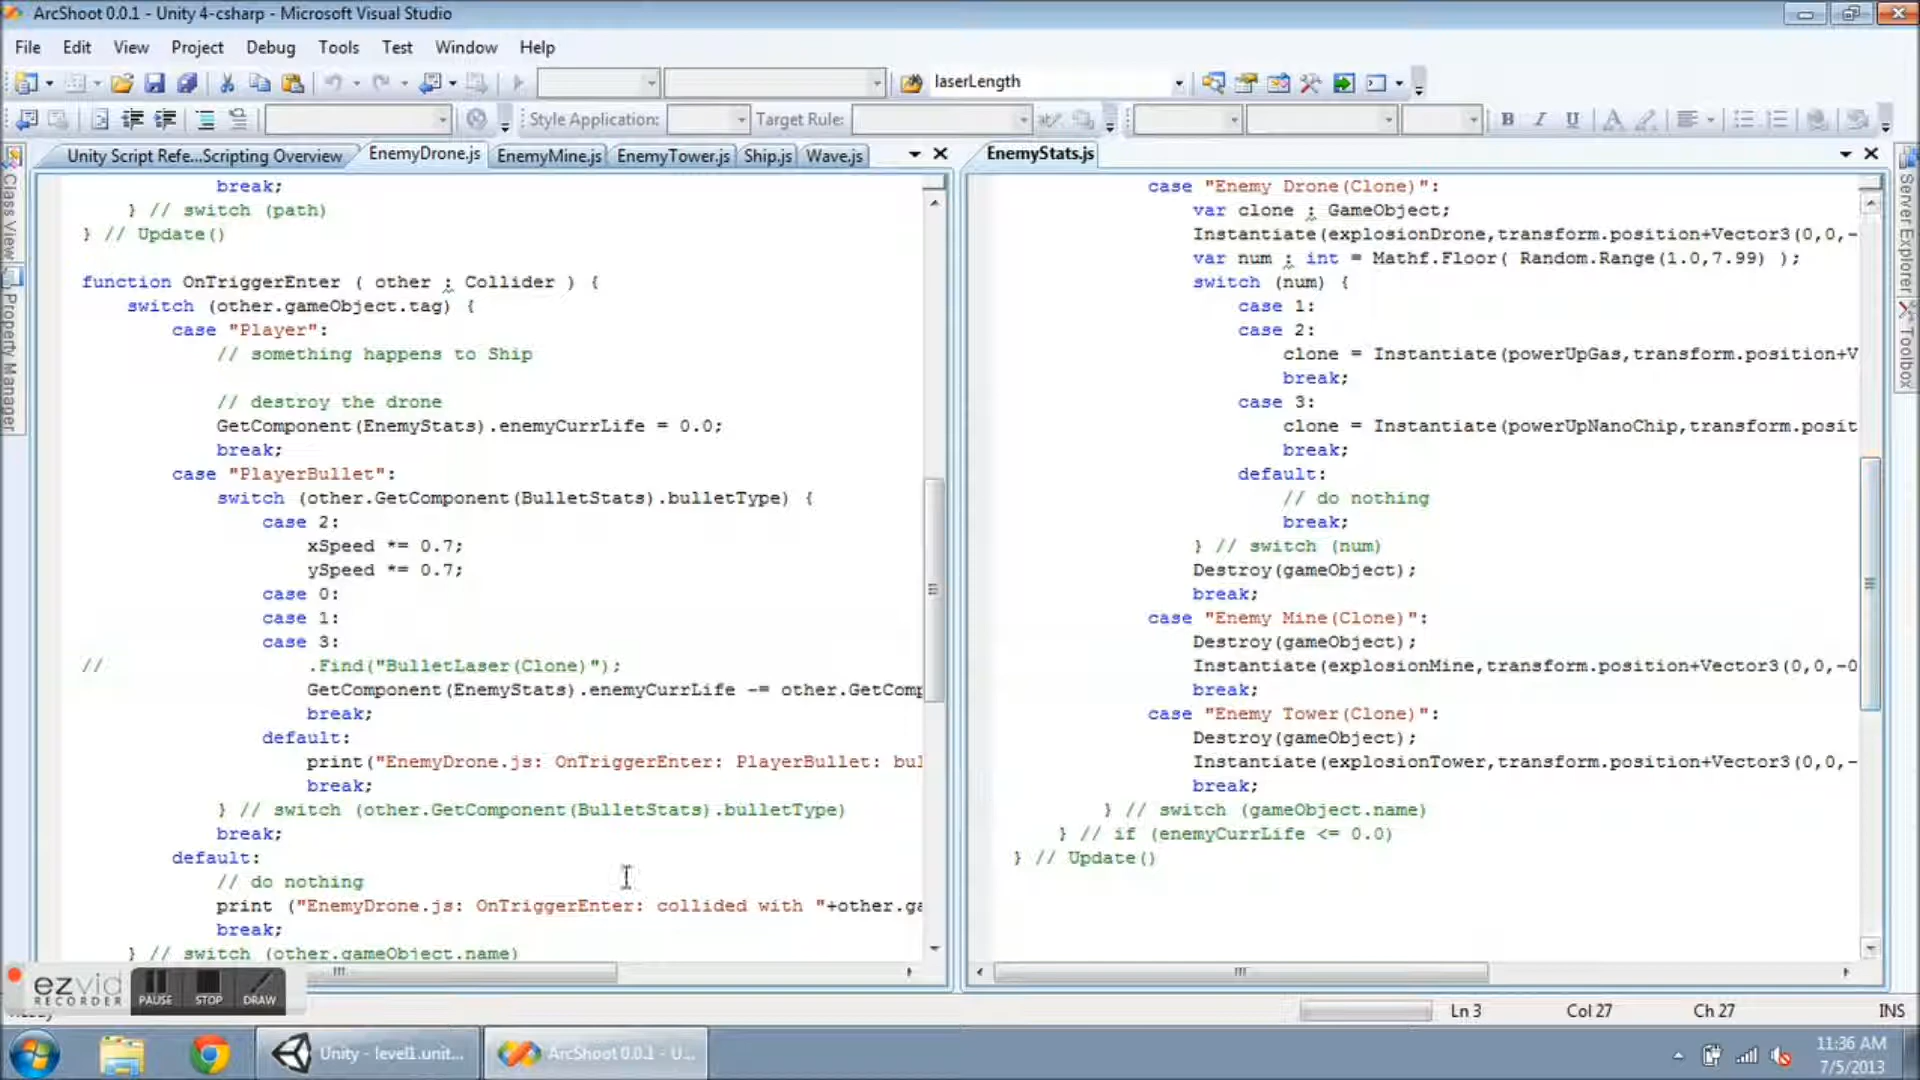 ArcShoot 0.0.1 - Unity 4-csharp - Microsoft Visual Studio
File Edit View Project Debug Tools Test Window Help
laserLength
Style Application: Target Rule: B I U A
Unity Script Refe...Scripting Overview EnemyDrone.js EnemyMine.js EnemyTower.js Ship.js Wave.js
EnemyStats.js
Class View
Property Manager
break;
} // switch (path)
} // Update()
function OnTriggerEnter ( other : Collider ) {
switch (other.gameObject.tag) {
case "Player":
// something happens to Ship
// destroy the drone
GetComponent(EnemyStats).enemyCurrLife = 0.0;
break;
case "PlayerBullet":
switch (other.GetComponent(BulletStats).bulletType) {
case 2:
xSpeed *= 0.7;
ySpeed *= 0.7;
case 0:
case 1:
case 3:
// .Find("BulletLaser(Clone)");
GetComponent(EnemyStats).enemyCurrLife -= other.GetComp
break;
default:
print("EnemyDrone.js: OnTriggerEnter: PlayerBullet: bul
break;
} // switch (other.GetComponent(BulletStats).bulletType)
break;
default:
// do nothing
print ("EnemyDrone.js: OnTriggerEnter: collided with "+other.ga
break;
} // switch (other.gameObject.name)
case "Enemy Drone(Clone)":
var clone : GameObject;
Instantiate(explosionDrone,transform.position+Vector3(0,0,-
var num : int = Mathf.Floor( Random.Range(1.0,7.99) );
switch (num) {
case 1:
case 2:
clone = Instantiate(powerUpGas,transform.position+V
break;
case 3:
clone = Instantiate(powerUpNanoChip,transform.posit
break;
default:
// do nothing
break;
} // switch (num)
Destroy(gameObject);
break;
case "Enemy Mine(Clone)":
Destroy(gameObject);
Instantiate(explosionMine,transform.position+Vector3(0,0,-0
break;
case "Enemy Tower(Clone)":
Destroy(gameObject);
Instantiate(explosionTower,transform.position+Vector3(0,0,-
break;
} // switch (gameObject.name)
} // if (enemyCurrLife <= 0.0)
} // Update()
Server Explorer
Toolbox
ezvid
RECORDER
PAUSE STOP DRAW
Ln 3 Col 27 Ch 27 INS
Unity - level1.unit... ArcShoot 0.0.1 - U...
11:36 AM
7/5/2013